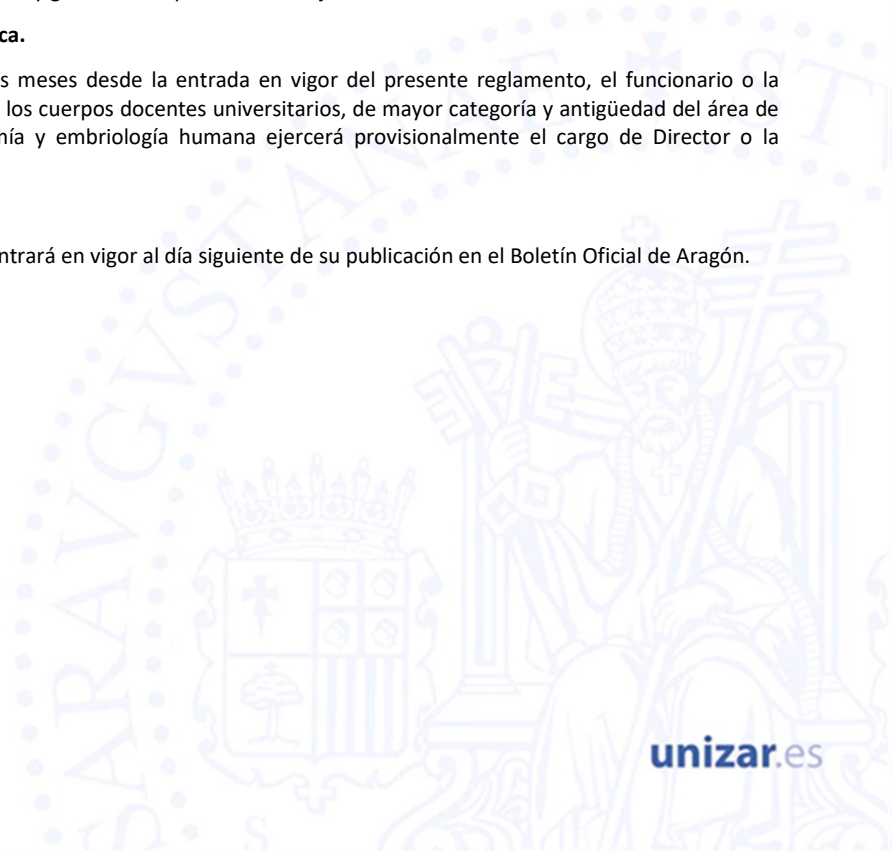 ca.
s meses desde la entrada en vigor del presente reglamento, el funcionario o la
los cuerpos docentes universitarios, de mayor categoría y antigüedad del área de
mía y embriología humana ejercerá provisionalmente el cargo de Director o la
ntrará en vigor al día siguiente de su publicación en el Boletín Oficial de Aragón.
unizar.es